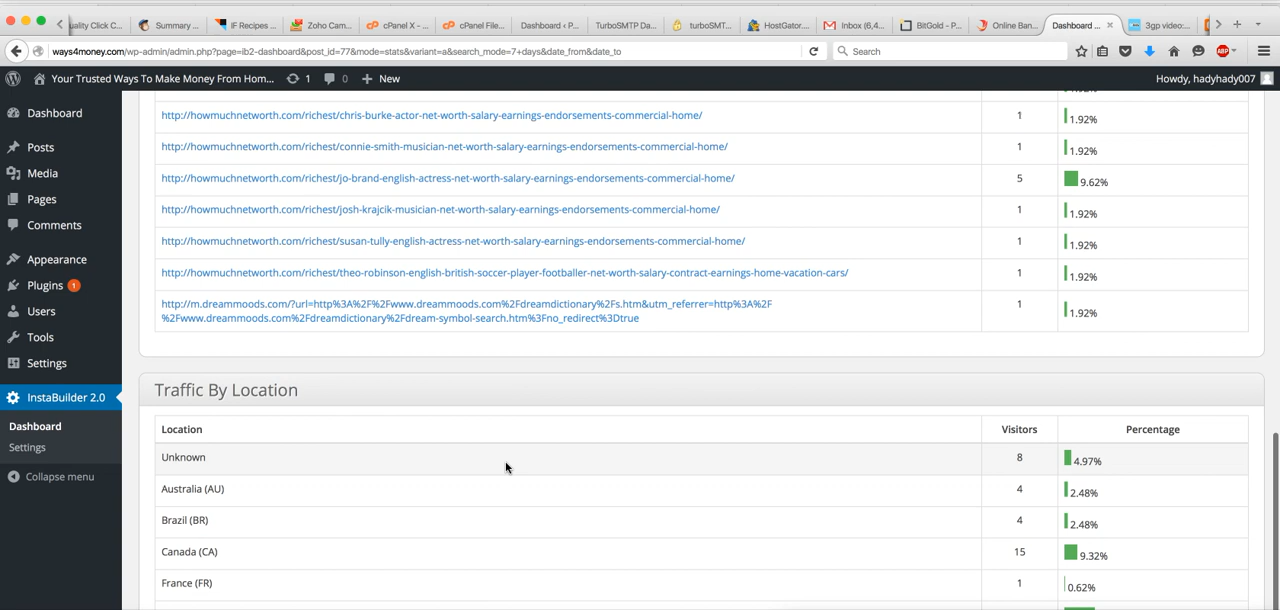 uality Click C...
Summary ...
IF Recipes ...
Zoho Cam...
cPanel X - ...
cPanel File...
Dashboard ‹ P...
TurboSMTP Da...
turboSMT...
HostGator....
Inbox (6,4...
BitGold - P...
Online Ban...
Dashboard ...
3gp video:...
ways4money.com/wp-admin/admin.php?page=ib2-dashboard&post_id=77&mode=stats&variant=a&search_mode=7+days&date_from&date_to
Search
ABP
Your Trusted Ways To Make Money From Hom...
1
0
New
Howdy, hadyhady007
Dashboard
Posts
Media
Pages
Comments
Appearance
Plugins 1
Users
Tools
Settings
InstaBuilder 2.0
Dashboard
Settings
Collapse menu
http://howmuchnetworth.com/richest/chris-burke-actor-net-worth-salary-earnings-endorsements-commercial-home/ 1 1.92%
http://howmuchnetworth.com/richest/connie-smith-musician-net-worth-salary-earnings-endorsements-commercial-home/ 1 1.92%
http://howmuchnetworth.com/richest/jo-brand-english-actress-net-worth-salary-earnings-endorsements-commercial-home/ 5 9.62%
http://howmuchnetworth.com/richest/josh-krajcik-musician-net-worth-salary-earnings-endorsements-commercial-home/ 1 1.92%
http://howmuchnetworth.com/richest/susan-tully-english-actress-net-worth-salary-earnings-endorsements-commercial-home/ 1 1.92%
http://howmuchnetworth.com/richest/theo-robinson-english-british-soccer-player-footballer-net-worth-salary-contract-earnings-home-vacation-cars/ 1 1.92%
http://m.dreammoods.com/?url=http%3A%2F%2Fwww.dreammoods.com%2Fdreamdictionary%2Fs.htm&utm_referrer=http%3A%2F 1 1.92%
%2Fwww.dreammoods.com%2Fdreamdictionary%2Fdream-symbol-search.htm%3Fno_redirect%3Dtrue
Traffic By Location
Location Visitors Percentage
Unknown 8 4.97%
Australia (AU) 4 2.48%
Brazil (BR) 4 2.48%
Canada (CA) 15 9.32%
France (FR) 1 0.62%